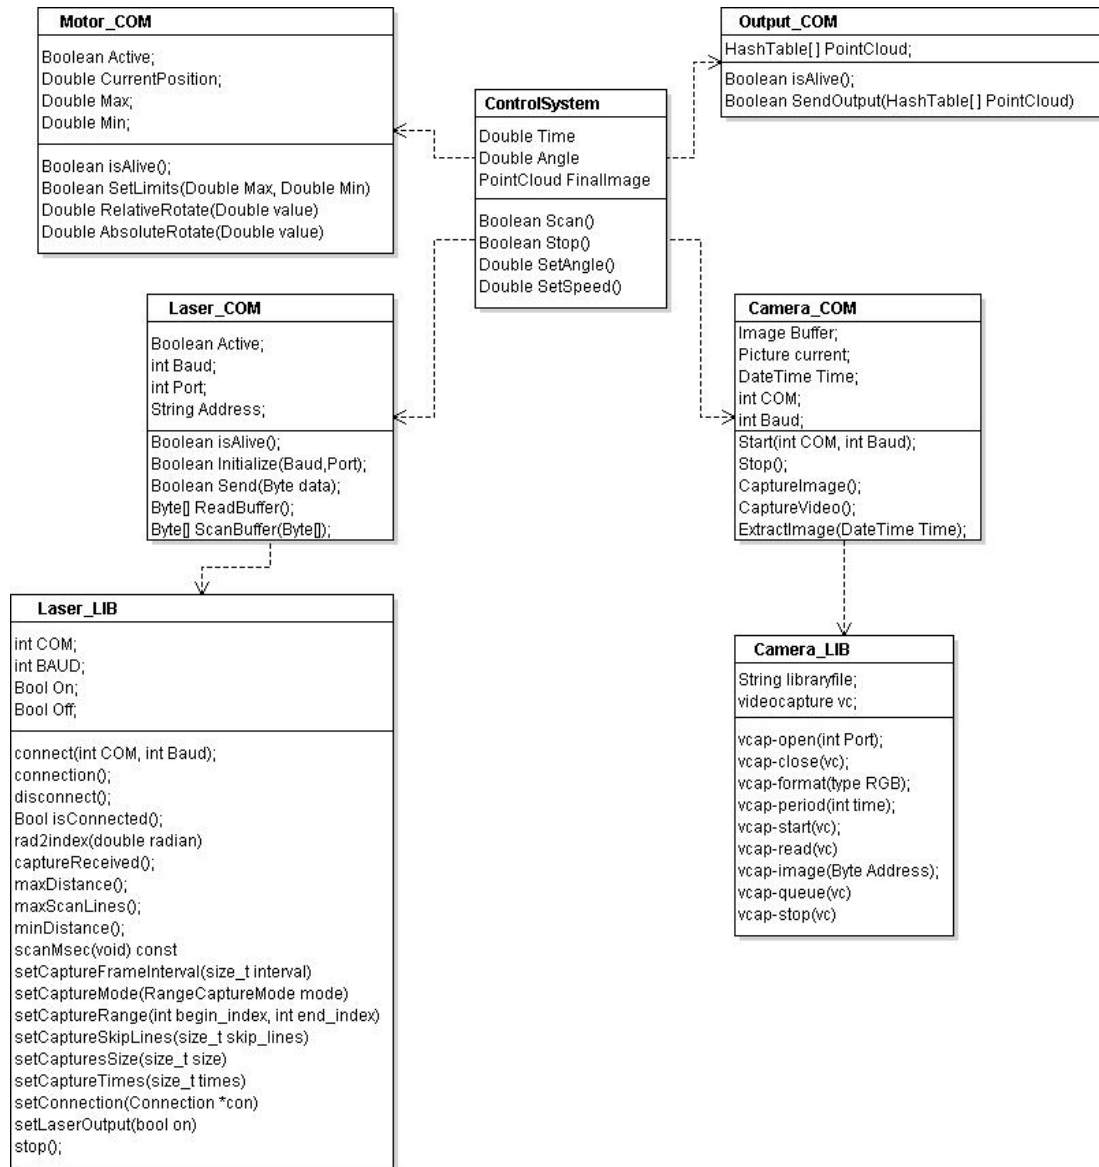 Motor_COM
Boolean Active;
Double CurrentPosition;
Double Max;
Double Min;
Boolean isAlive();
Boolean SetLimits(Double Max, Double Min)
Double RelativeRotate(Double value)
Double AbsoluteRotate(Double value)
Output_COM
HashTable[] PointCloud;
Boolean isAlive();
Boolean SendOutput(HashTable[] PointCloud)
ControlSystem
Double Time
Double Angle
PointCloud FinalImage
Boolean Scan()
Boolean Stop()
Double SetAngle()
Double SetSpeed()
Laser_COM
Boolean Active;
int Baud;
int Port;
String Address;
Boolean isAlive();
Boolean Initialize(Baud,Port);
Boolean Send(Byte data);
Byte[] ReadBuffer();
Byte[] ScanBuffer(Byte[]);
Camera_COM
Image Buffer;
Picture current;
DateTime Time;
int COM;
int Baud;
Start(int COM, int Baud);
Stop();
CaptureImage();
CaptureVideo();
ExtractImage(DateTime Time);
Laser_LIB
int COM;
int BAUD;
Bool On;
Bool Off;
connect(int COM, int Baud);
connection();
disconnect();
Bool isConnected();
rad2index(double radian)
captureReceived();
maxDistance();
maxScanLines();
minDistance();
scanMsec(void) const
setCaptureFrameInterval(size_t interval)
setCaptureMode(RangeCaptureMode mode)
setCaptureRange(int begin_index, int end_index)
setCaptureSkipLines(size_t skip_lines)
setCapturesSize(size_t size)
setCaptureTimes(size_t times)
setConnection(Connection *con)
setLaserOutput(bool on)
stop();
Camera_LIB
String libraryfile;
videocapture vc;
vcap-open(int Port);
vcap-close(vc);
vcap-format(type RGB);
vcap-period(int time);
vcap-start(vc);
vcap-read(vc)
vcap-image(Byte Address);
vcap-queue(vc)
vcap-stop(vc)